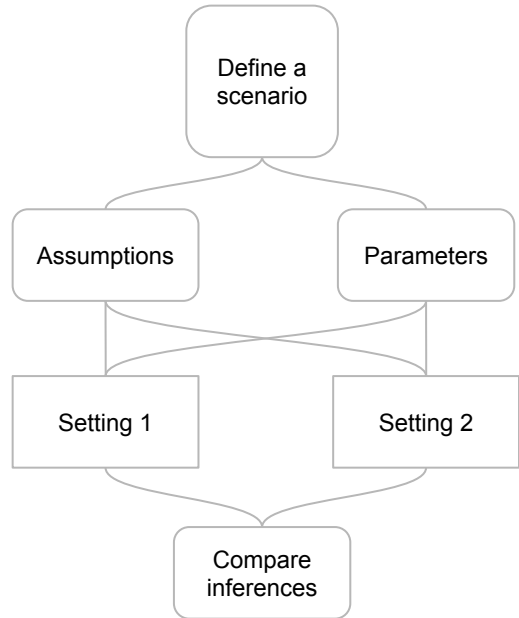 Define a
scenario
Assumptions
Parameters
Setting 1
Setting 2
Compare
inferences